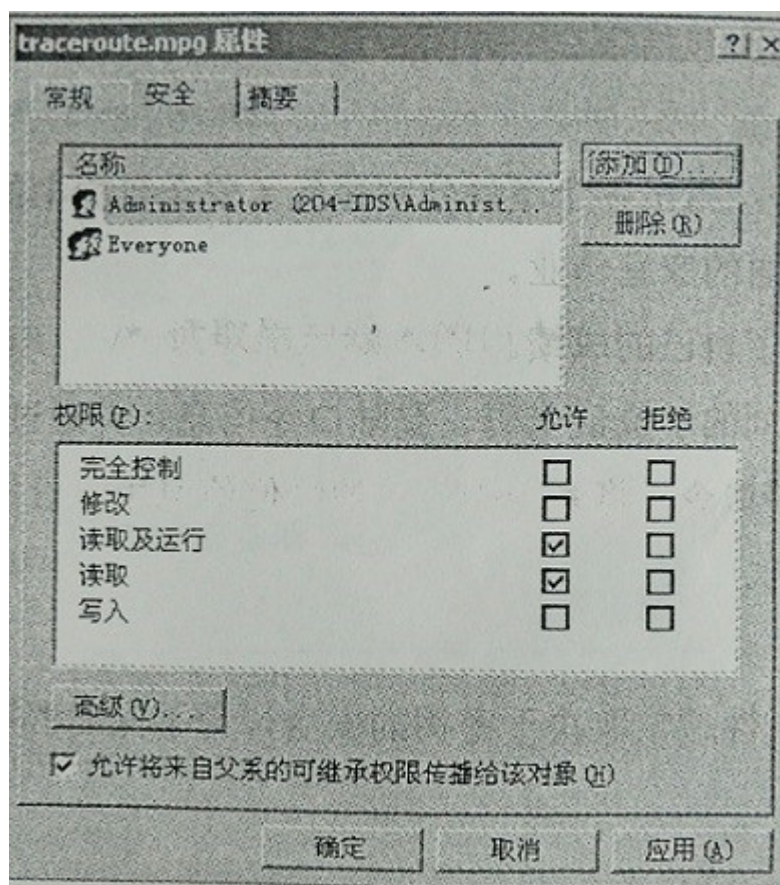 traceroute.mpg 属性 ? ×
常规 安全 摘要
名称 添加(D)...
Administrator (204-IDS\Administ... 删除(R)
Everyone
权限(P): 允许 拒绝
完全控制
修改
读取及运行
读取
写入
高级(V)...
允许将来自父系的可继承权限传播给该对象(H)
确定 取消 应用(A)